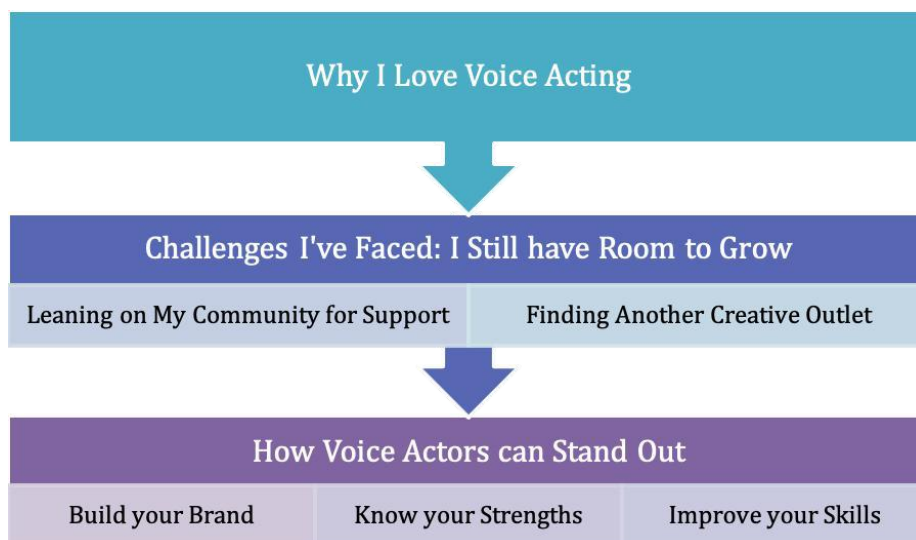 Why I Love Voice Acting
Challenges I've Faced: I Still have Room to Grow
Leaning on My Community for Support
Finding Another Creative Outlet
How Voice Actors can Stand Out
Build your Brand
Know your Strengths
Improve your Skills